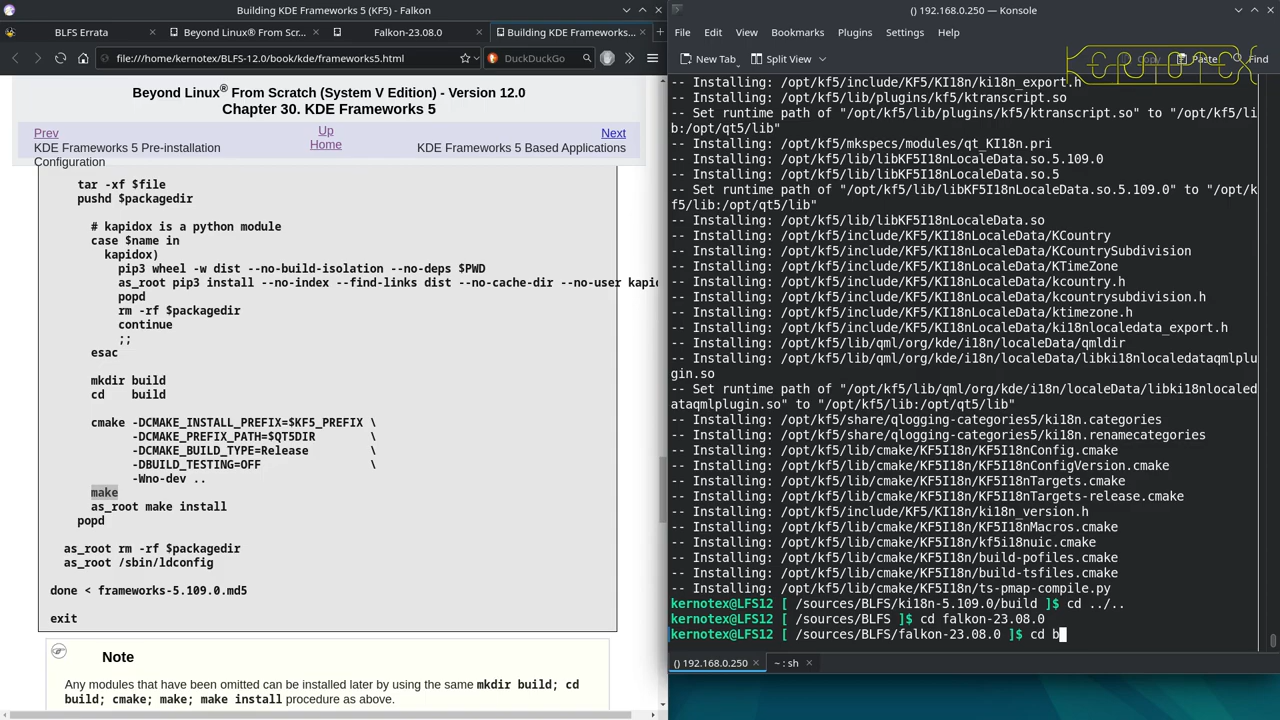 Building KDE Frameworks 5 (KF5) - Falkon
BLFS Errata
Beyond Linux® From Scratch (System V E...
Falkon-23.08.0
Building KDE Frameworks...
file:///home/kernotex/BLFS-12.0/book/kde/frameworks5.html
DuckDuckGo
Beyond Linux® From Scratch (System V Edition) - Version 12.0
Chapter 30. KDE Frameworks 5
Prev
Up
Next
KDE Frameworks 5 Pre-installation
Configuration
Home
KDE Frameworks 5 Based Applications
tar -xf $file
pushd $packagedir
# kapidox is a python module
case $name in
kapidox)
pip3 wheel -w dist --no-build-isolation --no-deps $PWD
as_root pip3 install --no-index --find-links dist --no-cache-dir --no-user kapi
popd
rm -rf $packagedir
continue
;;
esac
mkdir build
cd    build
cmake -DCMAKE_INSTALL_PREFIX=$KF5_PREFIX \
-DCMAKE_PREFIX_PATH=$QT5DIR        \
-DCMAKE_BUILD_TYPE=Release         \
-DBUILD_TESTING=OFF                \
-Wno-dev ..
make
as_root make install
popd
as_root rm -rf $packagedir
as_root /sbin/ldconfig
done < frameworks-5.109.0.md5
exit
Note
Any modules that have been omitted can be installed later by using the same mkdir build; cd
build; cmake; make; make install procedure as above.
() 192.168.0.250 — Konsole
File Edit View Bookmarks Plugins Settings Help
New Tab Split View Copy Paste Find
KERNOTEX
-- Installing: /opt/kf5/include/KF5/KI18n/ki18n_export.h
-- Installing: /opt/kf5/lib/plugins/kf5/ktranscript.so
-- Set runtime path of "/opt/kf5/lib/plugins/kf5/ktranscript.so" to "/opt/kf5/li
b:/opt/qt5/lib"
-- Installing: /opt/kf5/mkspecs/modules/qt_KI18n.pri
-- Installing: /opt/kf5/lib/libKF5I18nLocaleData.so.5.109.0
-- Installing: /opt/kf5/lib/libKF5I18nLocaleData.so.5
-- Set runtime path of "/opt/kf5/lib/libKF5I18nLocaleData.so.5.109.0" to "/opt/k
f5/lib:/opt/qt5/lib"
-- Installing: /opt/kf5/lib/libKF5I18nLocaleData.so
-- Installing: /opt/kf5/include/KF5/KI18nLocaleData/KCountry
-- Installing: /opt/kf5/include/KF5/KI18nLocaleData/KCountrySubdivision
-- Installing: /opt/kf5/include/KF5/KI18nLocaleData/KTimeZone
-- Installing: /opt/kf5/include/KF5/KI18nLocaleData/kcountry.h
-- Installing: /opt/kf5/include/KF5/KI18nLocaleData/kcountrysubdivision.h
-- Installing: /opt/kf5/include/KF5/KI18nLocaleData/ktimezone.h
-- Installing: /opt/kf5/include/KF5/KI18nLocaleData/ki18nlocaledata_export.h
-- Installing: /opt/kf5/lib/qml/org/kde/i18n/localeData/qmldir
-- Installing: /opt/kf5/lib/qml/org/kde/i18n/localeData/libki18nlocaledataqmlplu
gin.so
-- Set runtime path of "/opt/kf5/lib/qml/org/kde/i18n/localeData/libki18nlocaled
ataqmlplugin.so" to "/opt/kf5/lib:/opt/qt5/lib"
-- Installing: /opt/kf5/share/qlogging-categories5/ki18n.categories
-- Installing: /opt/kf5/share/qlogging-categories5/ki18n.renamecategories
-- Installing: /opt/kf5/lib/cmake/KF5I18n/KF5I18nConfig.cmake
-- Installing: /opt/kf5/lib/cmake/KF5I18n/KF5I18nConfigVersion.cmake
-- Installing: /opt/kf5/lib/cmake/KF5I18n/KF5I18nTargets.cmake
-- Installing: /opt/kf5/lib/cmake/KF5I18n/KF5I18nTargets-release.cmake
-- Installing: /opt/kf5/include/KF5/ki18n_version.h
-- Installing: /opt/kf5/lib/cmake/KF5I18n/KF5I18nMacros.cmake
-- Installing: /opt/kf5/lib/cmake/KF5I18n/kf5i18nuic.cmake
-- Installing: /opt/kf5/lib/cmake/KF5I18n/build-pofiles.cmake
-- Installing: /opt/kf5/lib/cmake/KF5I18n/build-tsfiles.cmake
-- Installing: /opt/kf5/lib/cmake/KF5I18n/ts-pmap-compile.py
kernotex@LFS12 [ /sources/BLFS/ki18n-5.109.0/build ]$ cd ../..
kernotex@LFS12 [ /sources/BLFS ]$ cd falkon-23.08.0
kernotex@LFS12 [ /sources/BLFS/falkon-23.08.0 ]$ cd b
() 192.168.0.250
~ : sh